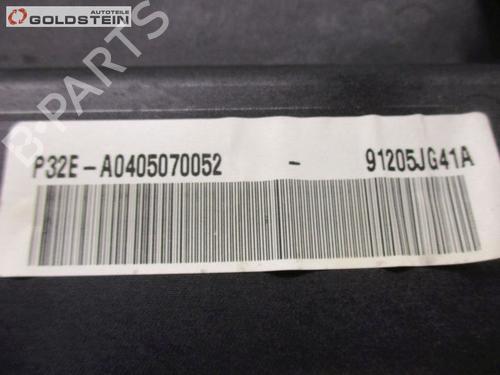 AUTOTEILE
GOLDSTEIN
B-PARTS
P32E-A0405070052 - 91205JG41A